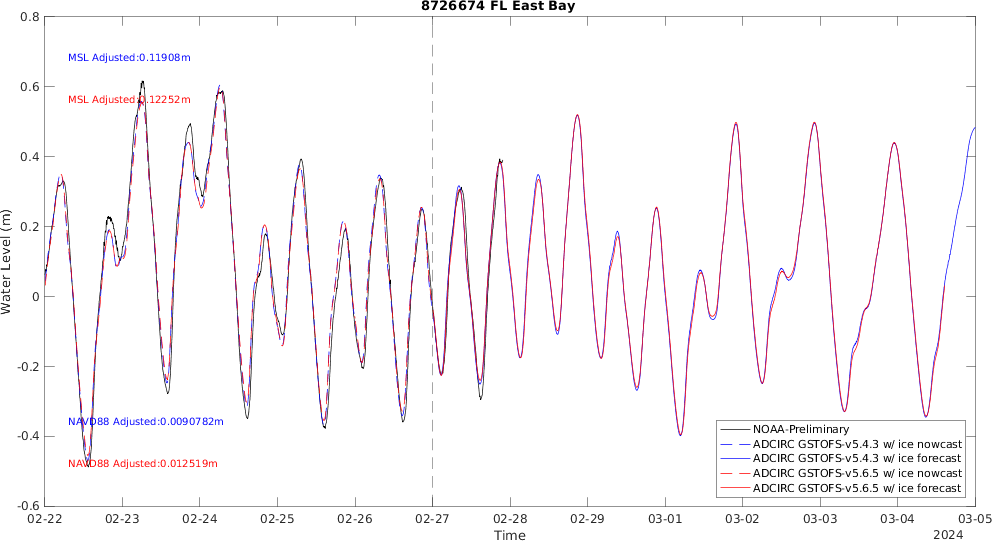 8726674 FL East Bay
0.8
0.6
0.4
0.2
0
-0.2
-0.4
-0.6
Water Level (m)
MSL Adjusted:0.11908m
MSL Adjusted:0.12252m
NAVD88 Adjusted:0.0090782m
NAVD88 Adjusted:0.012519m
NOAA-Preliminary
ADCIRC GSTOFS-v5.4.3 w/ ice nowcast
ADCIRC GSTOFS-v5.4.3 w/ ice forecast
ADCIRC GSTOFS-v5.6.5 w/ ice nowcast
ADCIRC GSTOFS-v5.6.5 w/ ice forecast
02-22 02-23 02-24 02-25 02-26 02-27 02-28 02-29 03-01 03-02 03-03 03-04 03-05
Time
2024